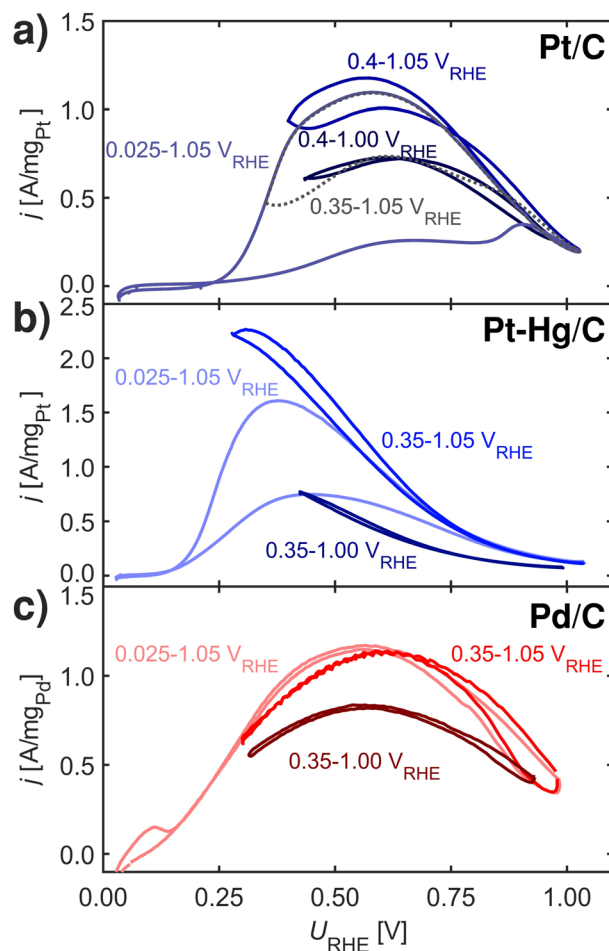 a)
Pt/C
1.5
1.0
0.5
0.0
j [A/mgPt]
0.4-1.05 VRHE
0.025-1.05 VRHE
0.4-1.00 VRHE
0.35-1.05 VRHE
b)
Pt-Hg/C
2.5
2.0
1.5
1.0
0.5
0.0
j [A/mgPt]
0.025-1.05 VRHE
0.35-1.05 VRHE
0.35-1.00 VRHE
c)
Pd/C
1.5
1.0
0.5
0.0
j [A/mgPd]
0.025-1.05 VRHE
0.35-1.05 VRHE
0.35-1.00 VRHE
0.00 0.25 0.50 0.75 1.00
URHE [V]